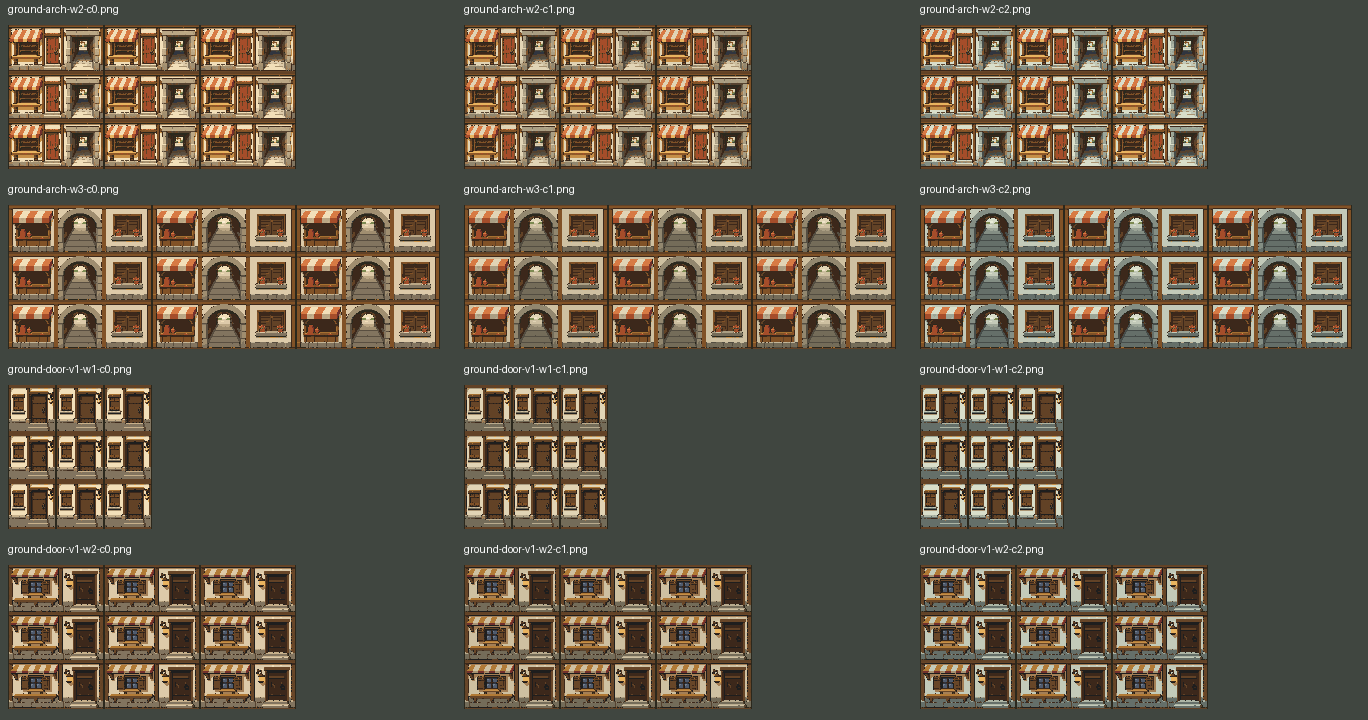 ground-arch-w2-c0.png
ground-arch-w2-c1.png
ground-arch-w2-c2.png
ground-arch-w3-c0.png
ground-arch-w3-c1.png
ground-arch-w3-c2.png
ground-door-v1-w1-c0.png
ground-door-v1-w1-c1.png
ground-door-v1-w1-c2.png
ground-door-v1-w2-c0.png
ground-door-v1-w2-c1.png
ground-door-v1-w2-c2.png